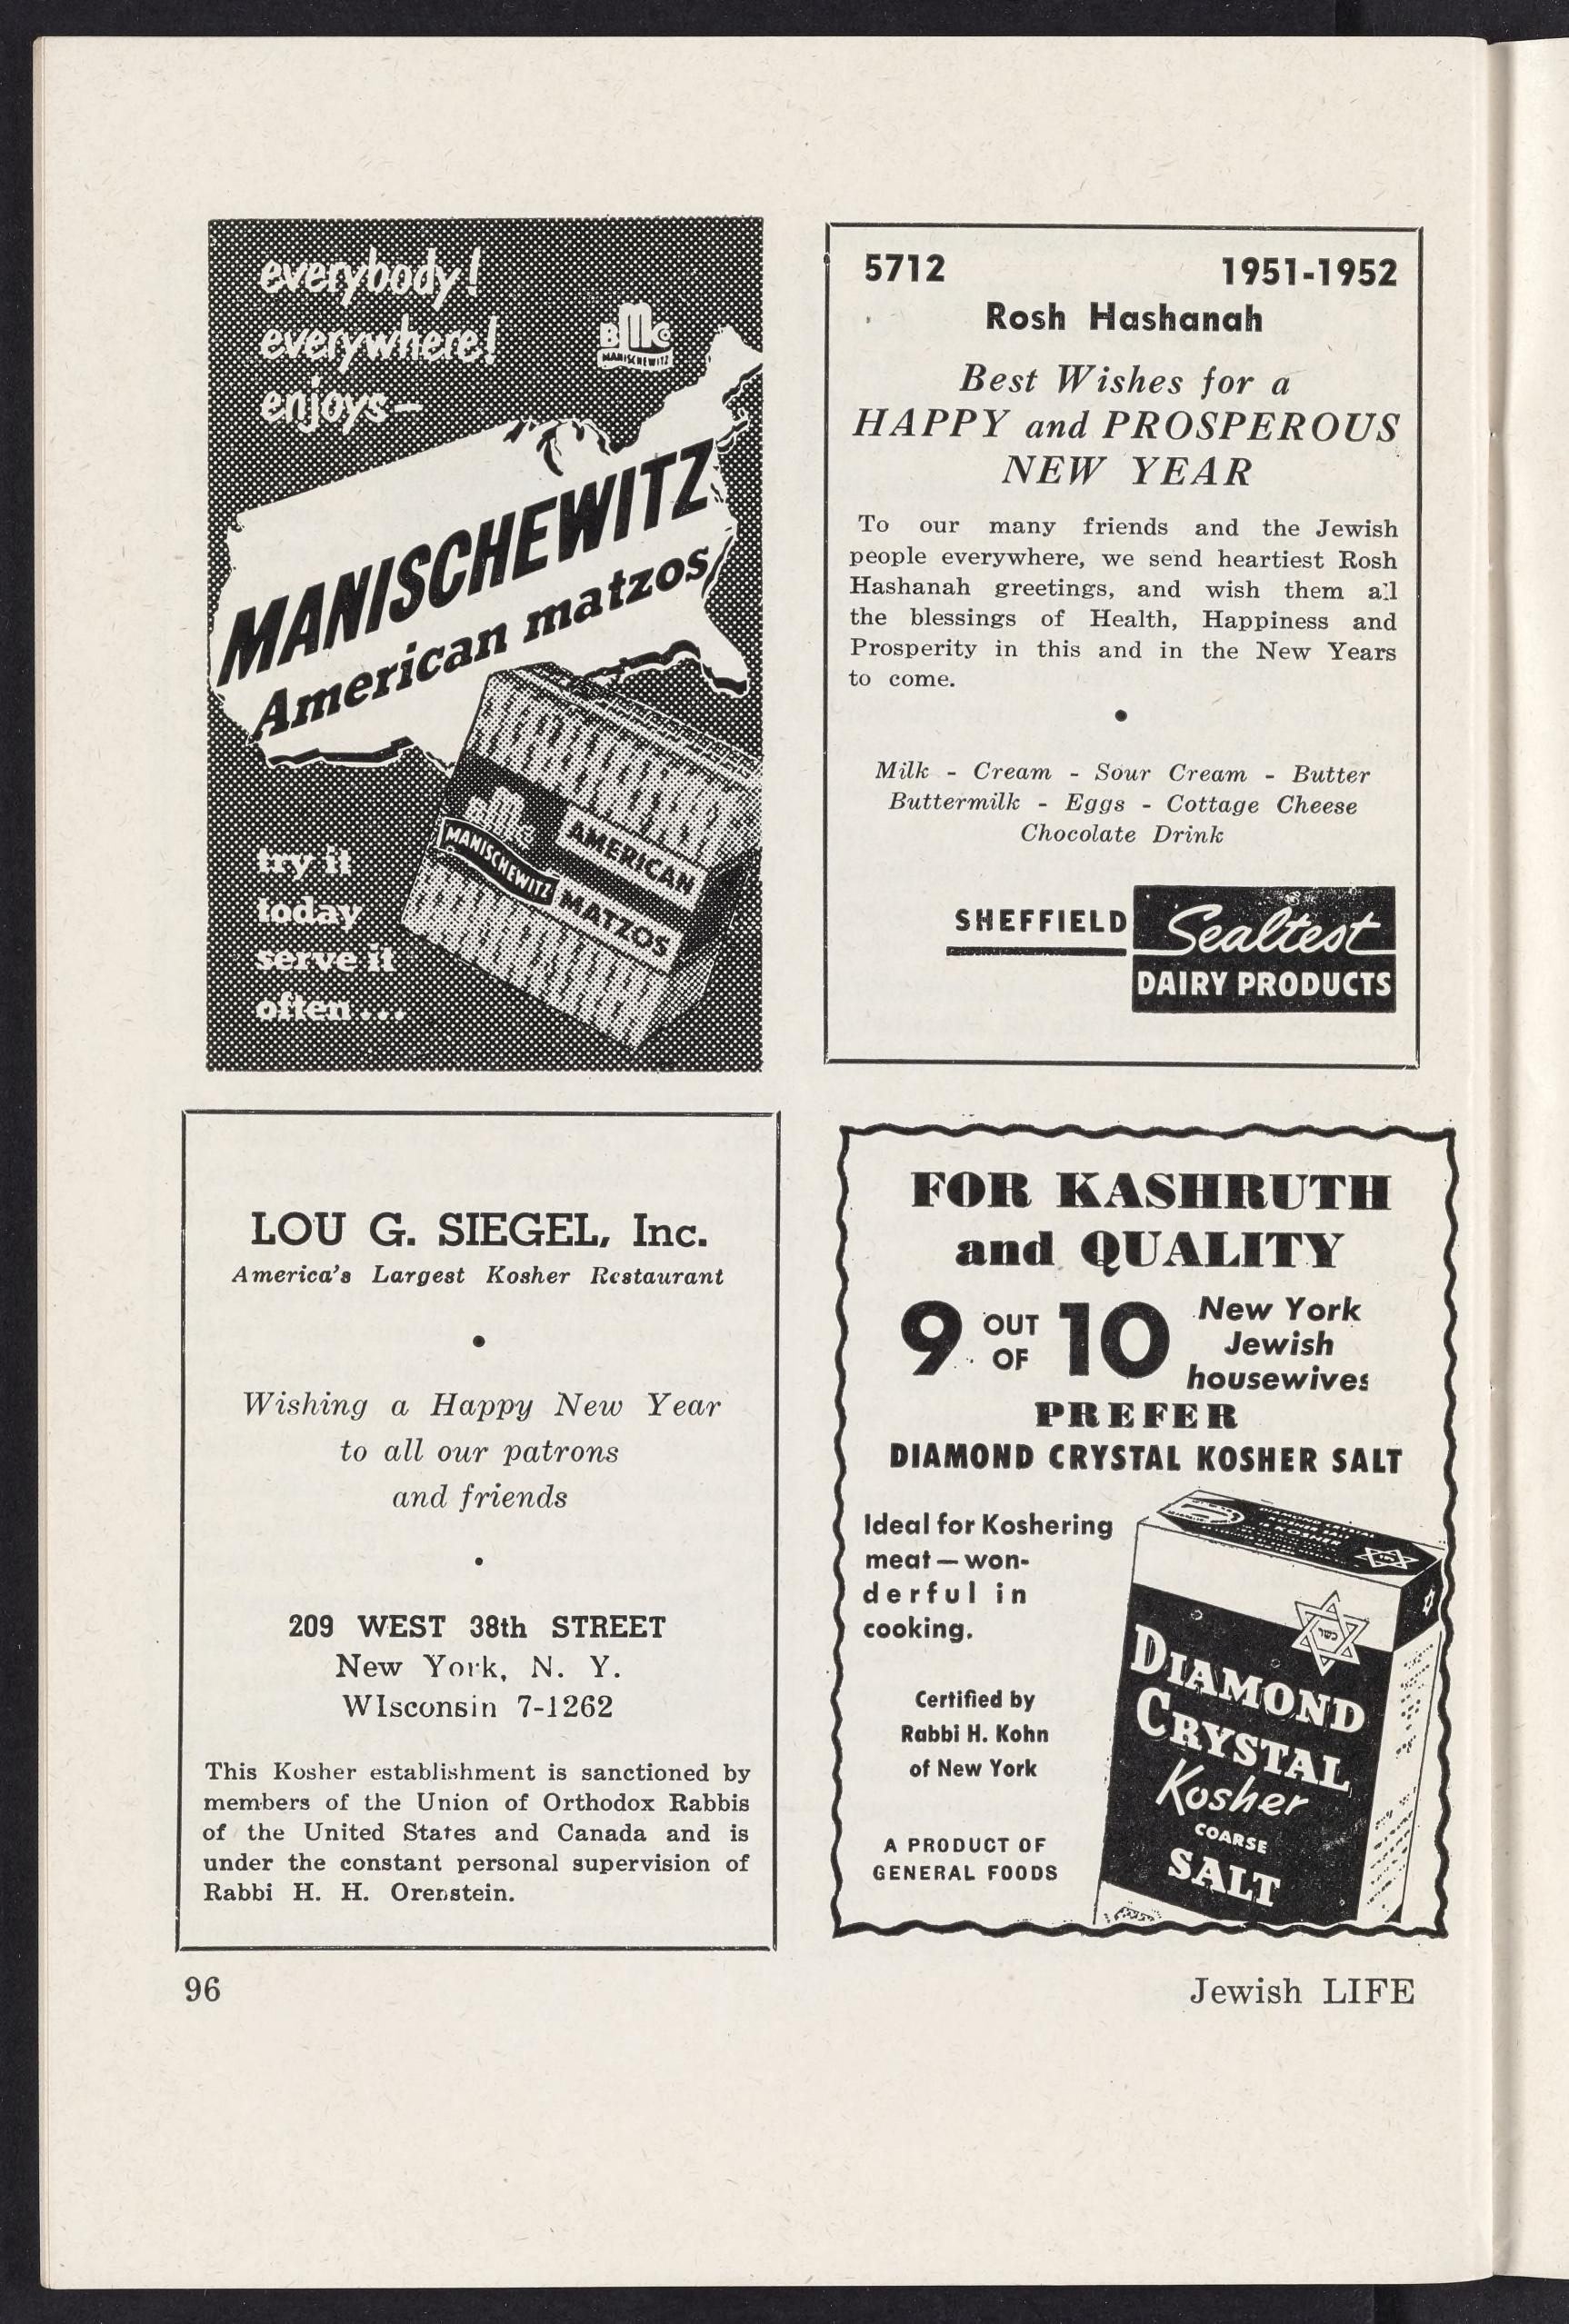 everybody!
everywhere!
enjoys—
BMCo
MANISCHEWITZ
MANISCHEWITZ
American matzos
MANISCHEWITZ
AMERICAN
MATZOS
try it
today
serve it
often...
5712 1951-1952
Rosh Hashanah
Best Wishes for a
HAPPY and PROSPEROUS
NEW YEAR
To our many friends and the Jewish
people everywhere, we send heartiest Rosh
Hashanah greetings, and wish them all
the blessings of Health, Happiness and
Prosperity in this and in the New Years
to come.
Milk - Cream - Sour Cream - Butter
Buttermilk - Eggs - Cottage Cheese
Chocolate Drink
SHEFFIELD Sealtest
DAIRY PRODUCTS
LOU G. SIEGEL, Inc.
America's Largest Kosher Restaurant
Wishing a Happy New Year
to all our patrons
and friends
209 WEST 38th STREET
New York, N. Y.
WIsconsin 7-1262
This Kosher establishment is sanctioned by
members of the Union of Orthodox Rabbis
of the United States and Canada and is
under the constant personal supervision of
Rabbi H. H. Orenstein.
FOR KASHRUTH
and QUALITY
9 OUT OF 10 New York
Jewish
housewives
PREFER
DIAMOND CRYSTAL KOSHER SALT
Ideal for Koshering
meat—won-
derful in
cooking.
Certified by
Rabbi H. Kohn
of New York
A PRODUCT OF
GENERAL FOODS
כשר
DIAMOND
CRYSTAL
Kosher
COARSE
SALT
96 Jewish LIFE